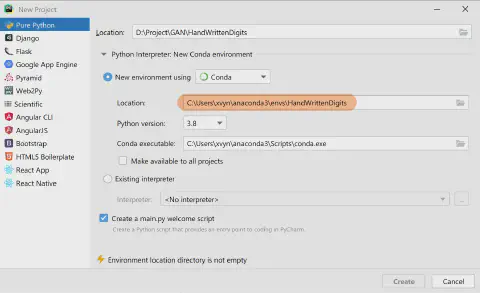 New Project
Pure Python
Django
Flask
Google App Engine
Pyramid
Web2Py
Scientific
Angular CLI
AngularJS
Bootstrap
HTML5 Boilerplate
React App
React Native
Location: D:\Project\GAN\HandWrittenDigits
Python Interpreter: New Conda environment
New environment using Conda
Location: C:\Users\xvyn\anaconda3\envs\HandWrittenDigits
Python version: 3.8
Conda executable: C:\Users\xvyn\anaconda3\Scripts\conda.exe
Make available to all projects
Existing interpreter
Interpreter: <No interpreter> ...
Create a main.py welcome script
Create a Python script that provides an entry point to coding in PyCharm.
Environment location directory is not empty
Create Cancel